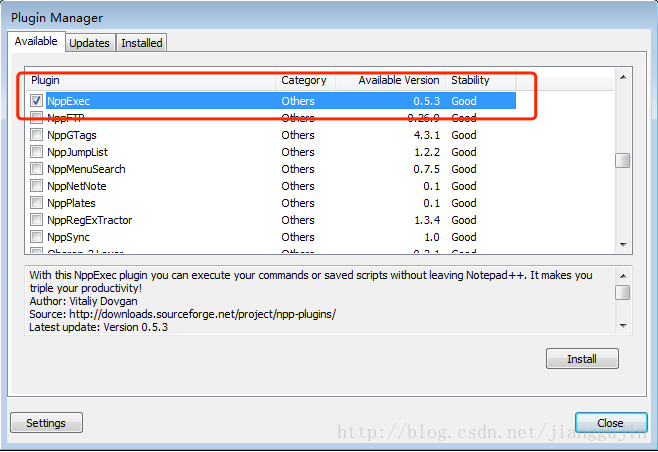 Plugin Manager
Available Updates Installed
Plugin Category Available Version Stability
NppExec Others 0.5.3 Good
NppFTP Others 0.26.9 Good
NppGTags Others 4.3.1 Good
NppJumpList Others 1.2.2 Good
NppMenuSearch Others 0.7.5 Good
NppNetNote Others 0.1 Good
NppPlates Others 0.1 Good
NppRegExTractor Others 1.3.4 Good
NppSync Others 1.0 Good
Others Good
With this NppExec plugin you can execute your commands or saved scripts without leaving Notepad++. It makes you
triple your productivity!
Author: Vitaliy Dovgan
Source: http://downloads.sourceforge.net/project/npp-plugins/
Latest update: Version 0.5.3
Install
Settings
Close
http://blog.csdn.net/jianggujin